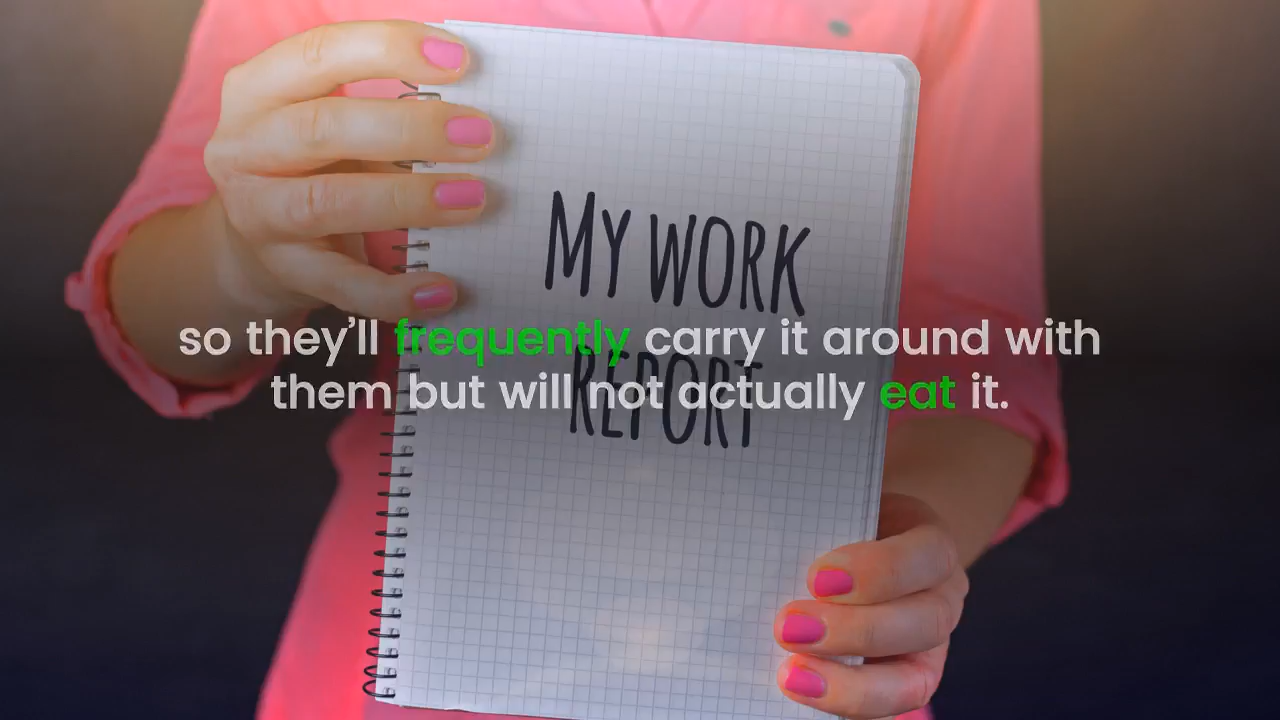 MY WORK
REPORT
so they'll frequently carry it around with
them but will not actually eat it.